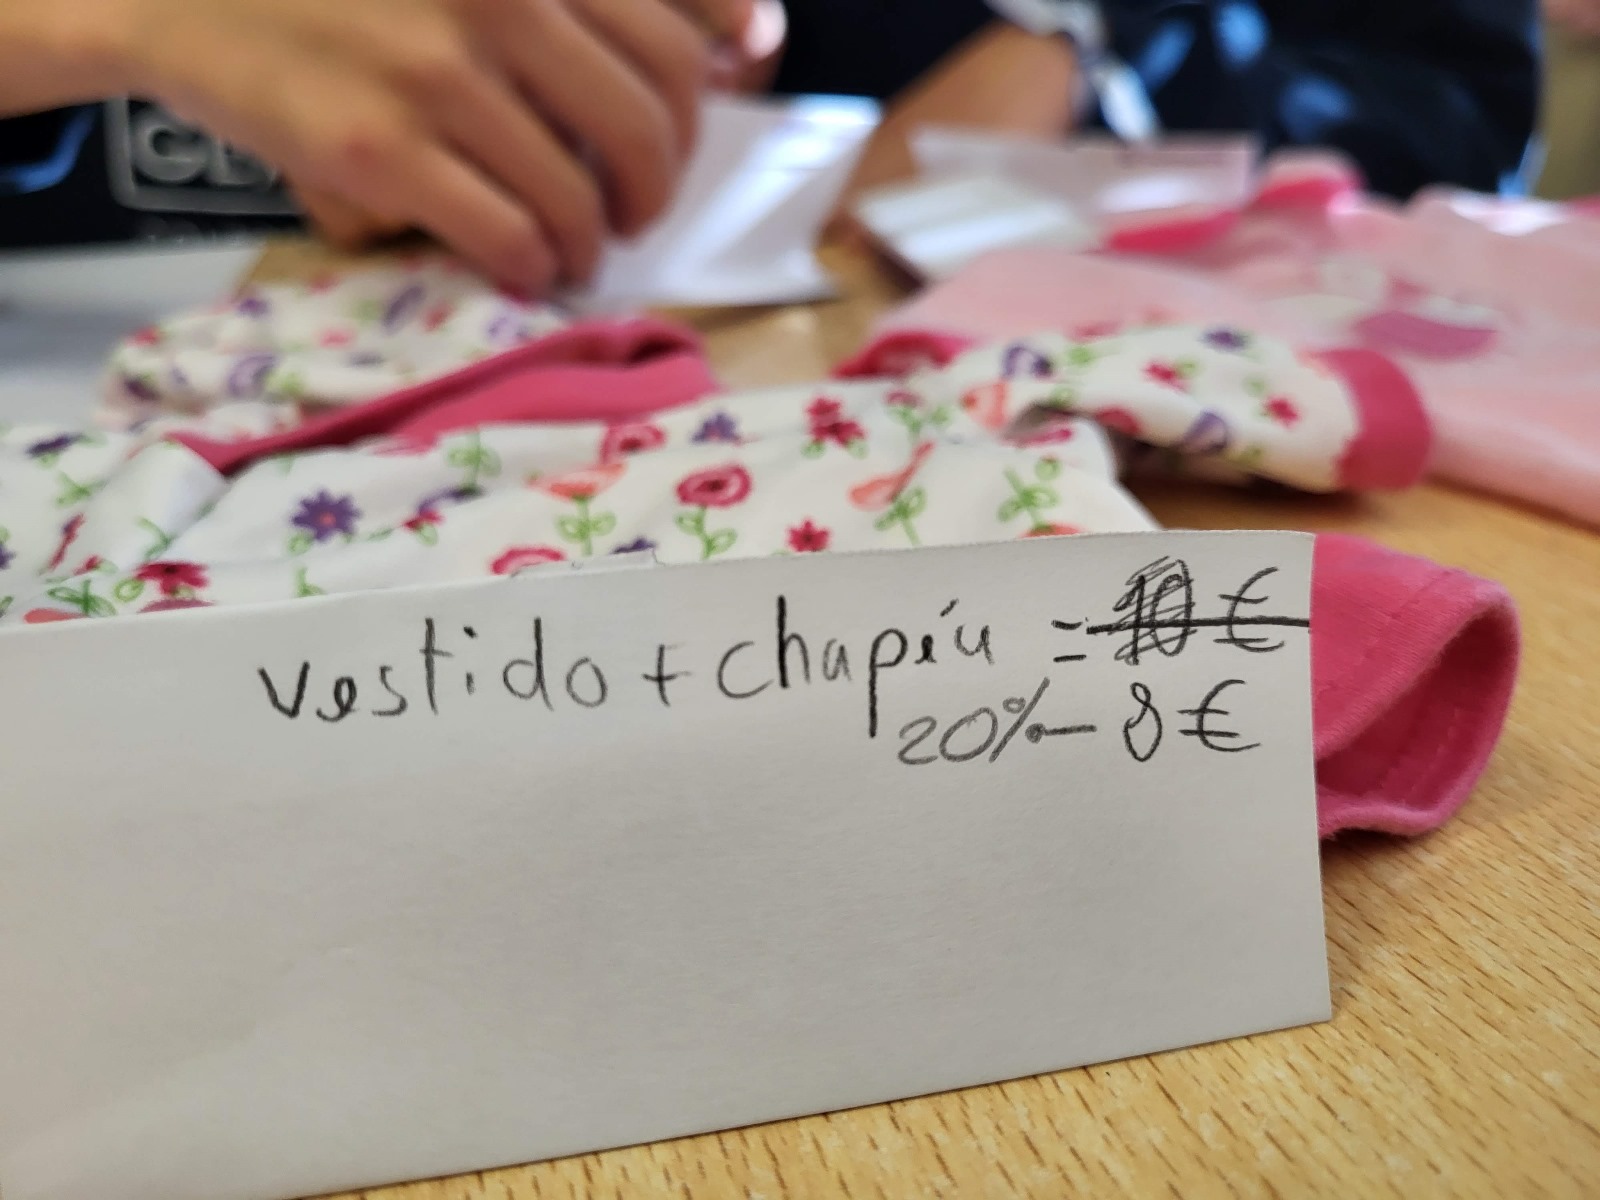 vestido + chapéu = 10 €
20% — 8 €